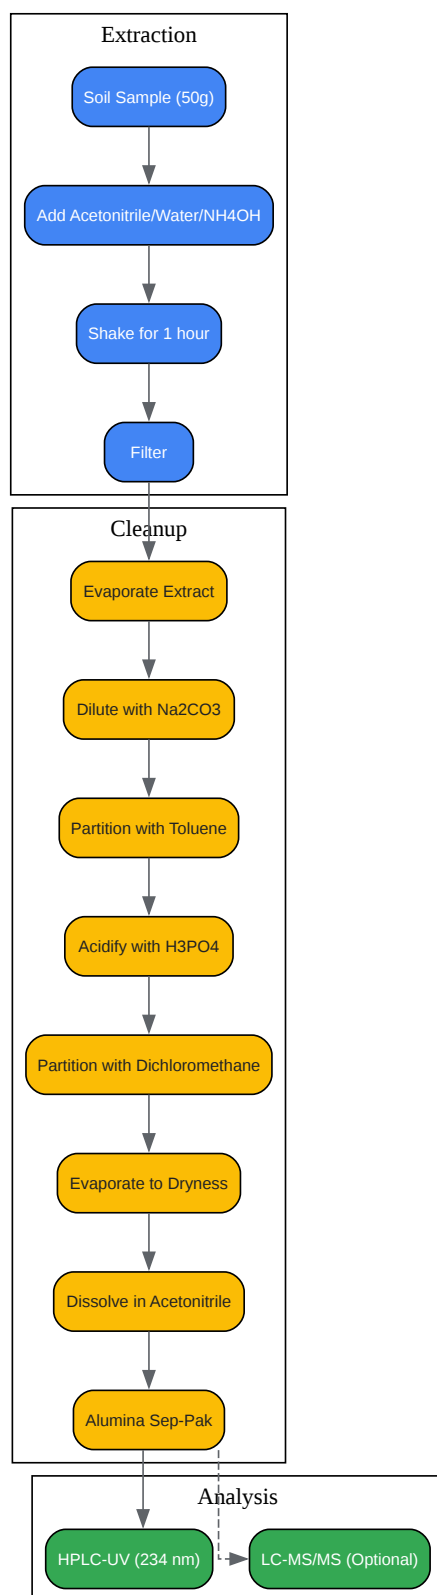 Extraction
Soil Sample (50g)
Add Acetonitrile/Water/NH4OH
Shake for 1 hour
Filter
Cleanup
Evaporate Extract
Dilute with Na2CO3
Partition with Toluene
Acidify with H3PO4
Partition with Dichloromethane
Evaporate to Dryness
Dissolve in Acetonitrile
Alumina Sep-Pak
Analysis
HPLC-UV (234 nm)
LC-MS/MS (Optional)